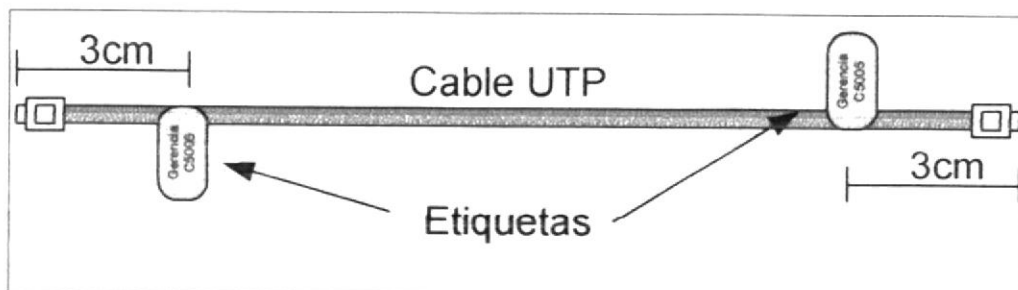 3cm
Cable UTP
Gerencia
C5005
Gerencia
C5005
3cm
Etiquetas